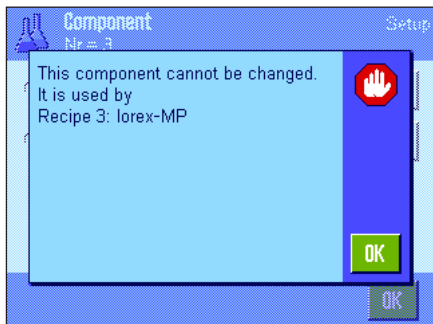 Component
Setup
Nr = 3
This component cannot be changed.
It is used by
Recipe 3: lorex-MP
OK
OK